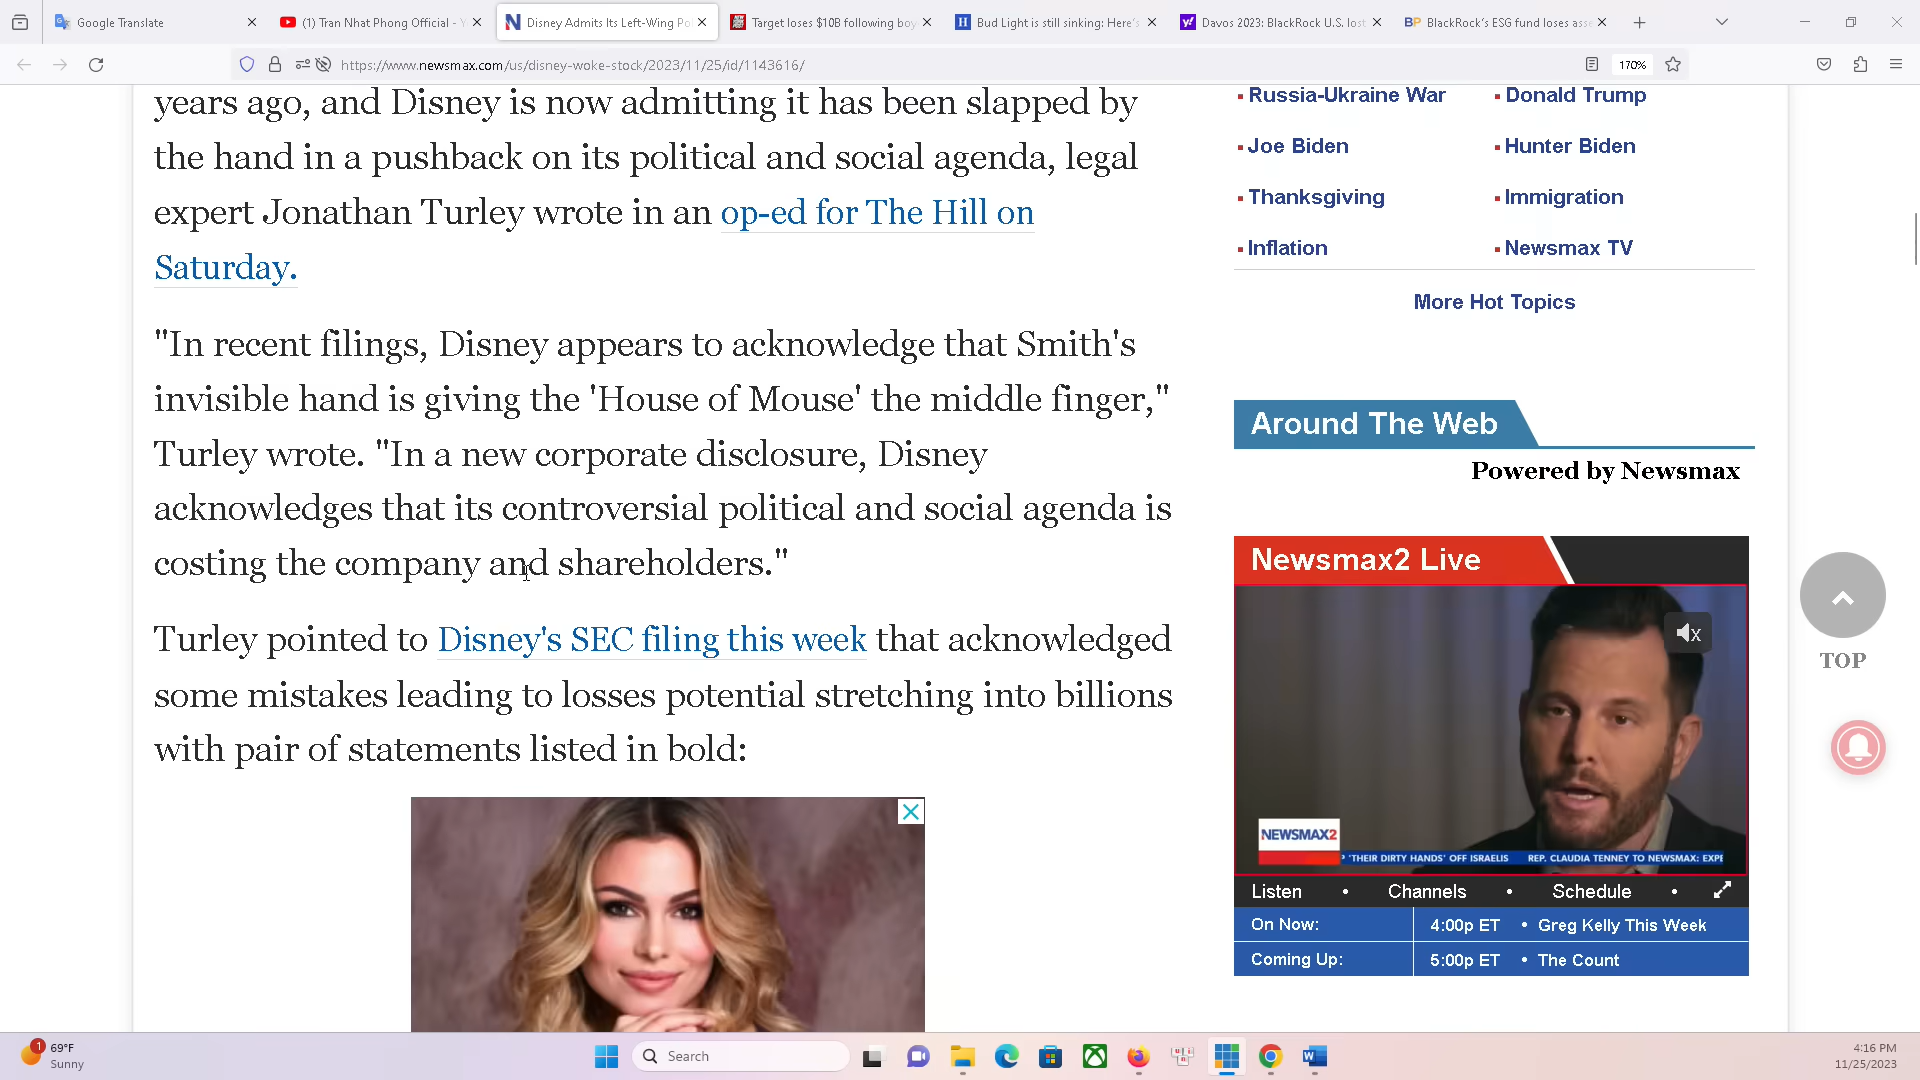 Google Translate
(1) Tran Nhat Phong Official - Y
Disney Admits Its Left-Wing Po
Target loses $10B following boy
Bud Light is still sinking: Here's
Davos 2023: BlackRock U.S. lost
BlackRock's ESG fund loses asse
https://www.newsmax.com/us/disney-woke-stock/2023/11/25/id/1143616/
170%
years ago, and Disney is now admitting it has been slapped by
the hand in a pushback on its political and social agenda, legal
expert Jonathan Turley wrote in an op-ed for The Hill on
Saturday.
"In recent filings, Disney appears to acknowledge that Smith's
invisible hand is giving the 'House of Mouse' the middle finger,"
Turley wrote. "In a new corporate disclosure, Disney
acknowledges that its controversial political and social agenda is
costing the company and shareholders."
Turley pointed to Disney's SEC filing this week that acknowledged
some mistakes leading to losses potential stretching into billions
with pair of statements listed in bold:
Russia-Ukraine War
Donald Trump
Joe Biden
Hunter Biden
Thanksgiving
Immigration
Inflation
Newsmax TV
More Hot Topics
Around The Web
Powered by Newsmax
Newsmax2 Live
NEWSMAX2
'THEIR DIRTY HANDS' OFF ISRAELIS REP. CLAUDIA TENNEY TO NEWSMAX: EXPE
Listen • Channels • Schedule •
On Now: 4:00p ET • Greg Kelly This Week
Coming Up: 5:00p ET • The Count
TOP
1
69°F
Sunny
Search
4:16 PM
11/25/2023